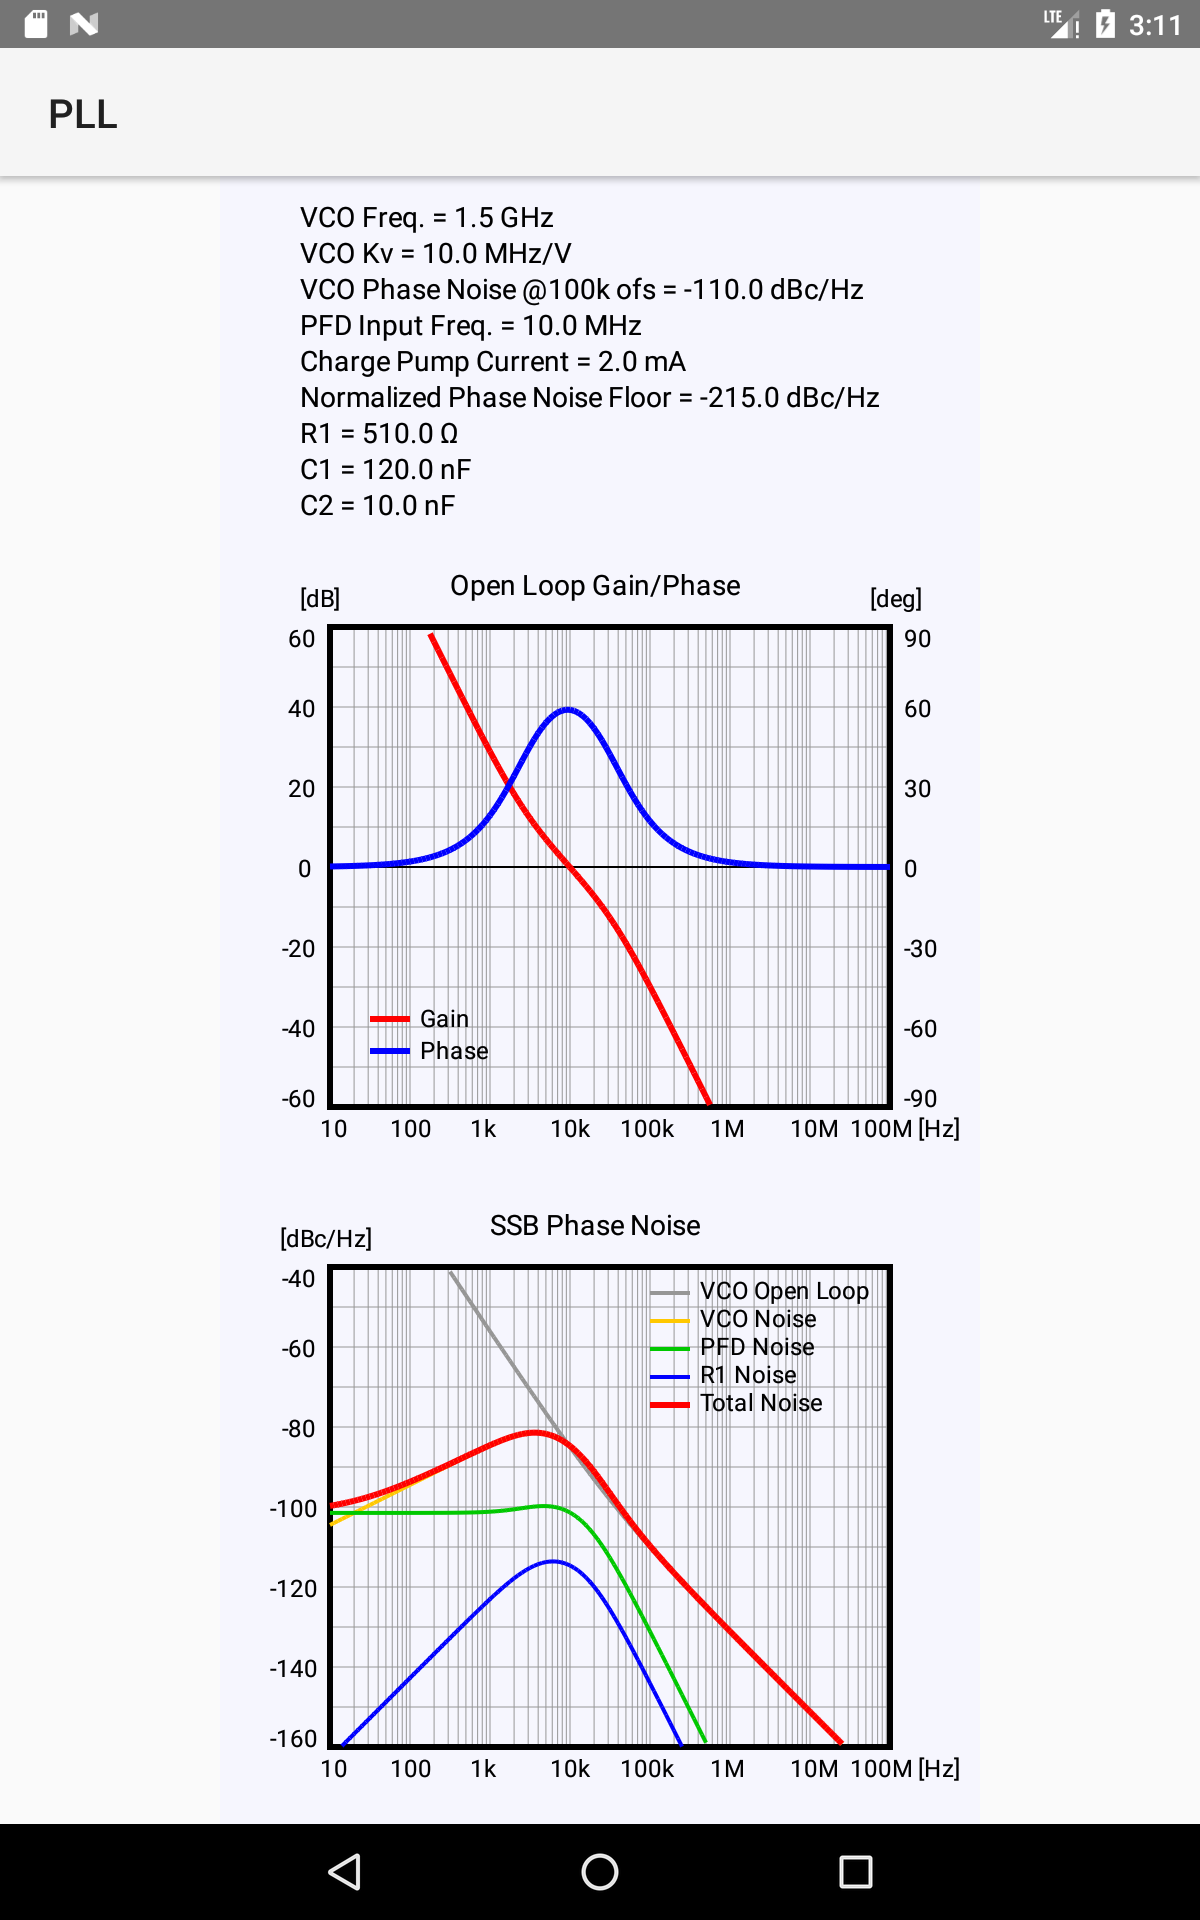 LTE 3:11
PLL
VCO Freq. = 1.5 GHz
VCO Kv = 10.0 MHz/V
VCO Phase Noise @100k ofs = -110.0 dBc/Hz
PFD Input Freq. = 10.0 MHz
Charge Pump Current = 2.0 mA
Normalized Phase Noise Floor = -215.0 dBc/Hz
R1 = 510.0 Ω
C1 = 120.0 nF
C2 = 10.0 nF
[dB] Open Loop Gain/Phase [deg]
60 90
40 60
20 30
0 0
-20 -30
-40 -60
-60 -90
Gain
Phase
10 100 1k 10k 100k 1M 10M 100M [Hz]
[dBc/Hz] SSB Phase Noise
-40
-60
-80
-100
-120
-140
-160
VCO Open Loop
VCO Noise
PFD Noise
R1 Noise
Total Noise
10 100 1k 10k 100k 1M 10M 100M [Hz]